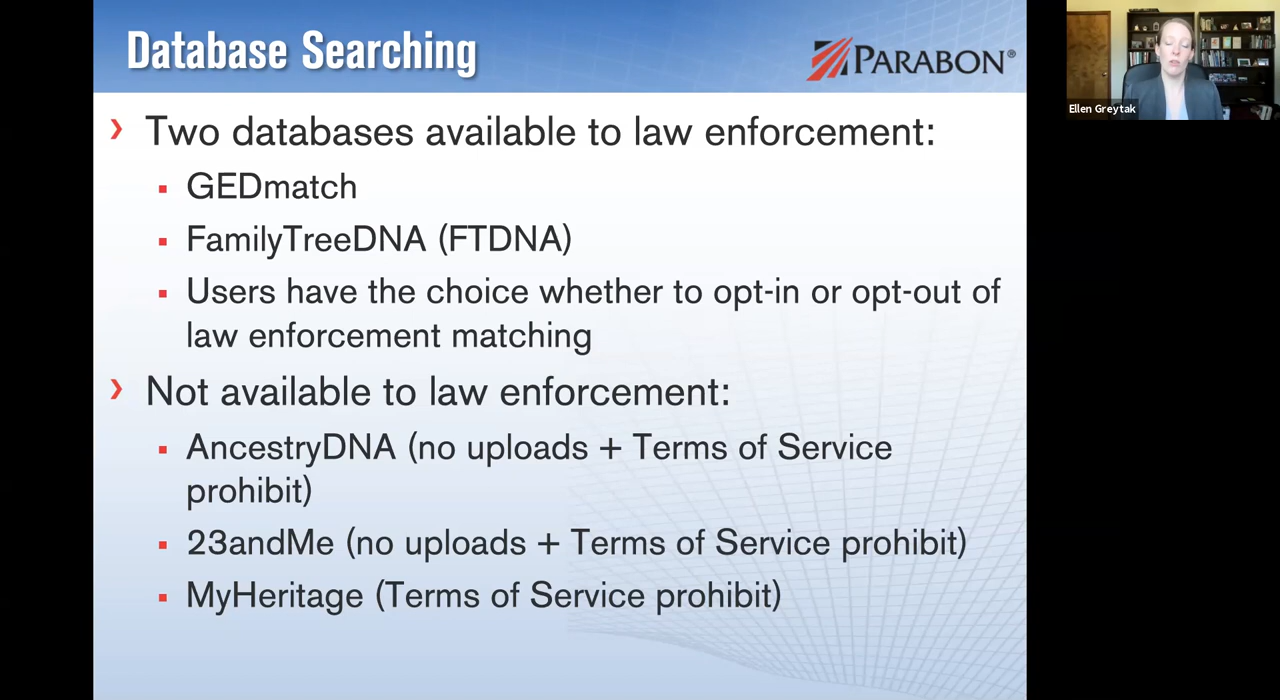 Database Searching
PARABON®
Ellen Greytak
› Two databases available to law enforcement:
▪ GEDmatch
▪ FamilyTreeDNA (FTDNA)
▪ Users have the choice whether to opt-in or opt-out of
law enforcement matching
› Not available to law enforcement:
▪ AncestryDNA (no uploads + Terms of Service
prohibit)
▪ 23andMe (no uploads + Terms of Service prohibit)
▪ MyHeritage (Terms of Service prohibit)